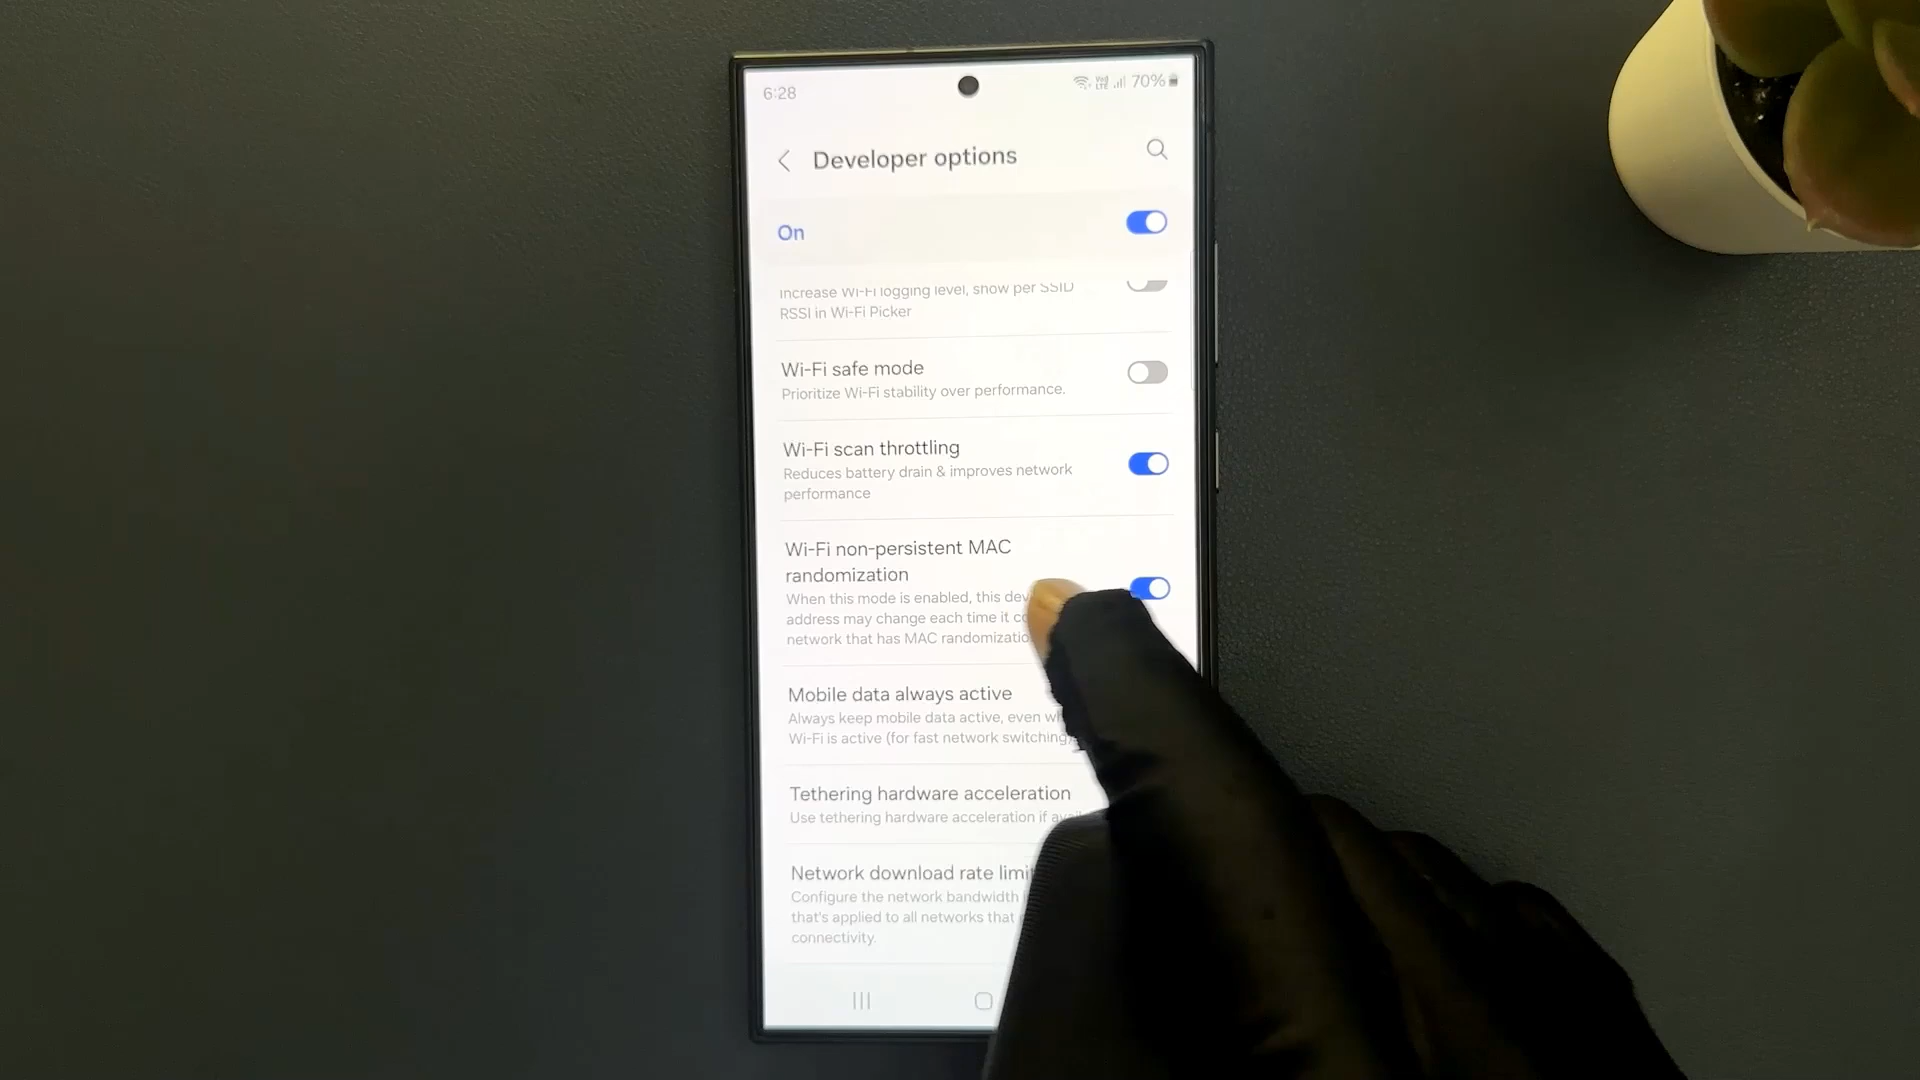 6:28
Vo)
LTE
70%
Developer options
On
Increase Wi-Fi logging level, show per SSID
RSSI in Wi-Fi Picker
Wi-Fi safe mode
Prioritize Wi-Fi stability over performance.
Wi-Fi scan throttling
Reduces battery drain & improves network
performance
Wi-Fi non-persistent MAC
randomization
When this mode is enabled, this
address may change each time it
network that has MAC
Mobile data always active
Always keep mobile data active, even
Wi-Fi is active (for fast network switching)
Tethering hardware acceleration
Use tethering hardware acceleration if
Network download rate limit
Configure the network bandwidth
that's applied to all networks that
connectivity.